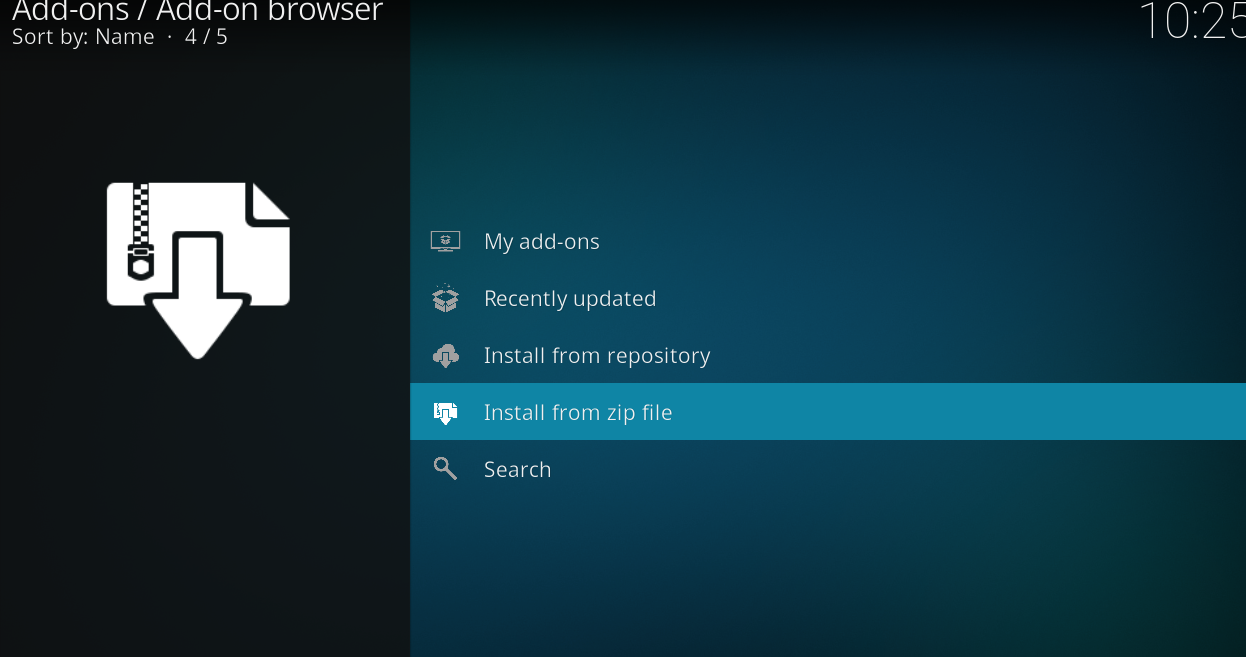 Add-ons / Add-on browser
Sort by: Name · 4 / 5
10:25
My add-ons
Recently updated
Install from repository
Install from zip file
Search